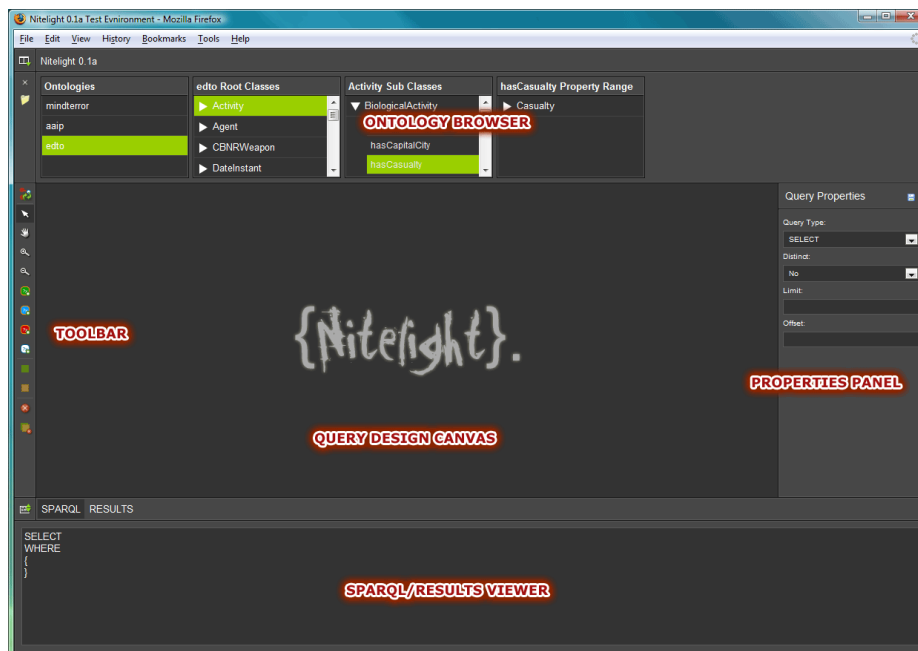 Nitelight 0.1a Test Evnironment - Mozilla Firefox
File Edit View History Bookmarks Tools Help
Nitelight 0.1a
Ontologies
mindterror
aaip
edto
edto Root Classes
Activity
Agent
CBNRWeapon
DateInstant
Activity Sub Classes
BiologicalActivity
hasCapitalCity
hasCasualty
hasCasualty Property Range
Casualty
ONTOLOGY BROWSER
TOOLBAR
{Nitelight}.
QUERY DESIGN CANVAS
Query Properties
Query Type:
SELECT
Distinct:
No
Limit:
Offset:
PROPERTIES PANEL
SPARQL RESULTS
SELECT
WHERE
{
}
SPARQL/RESULTS VIEWER